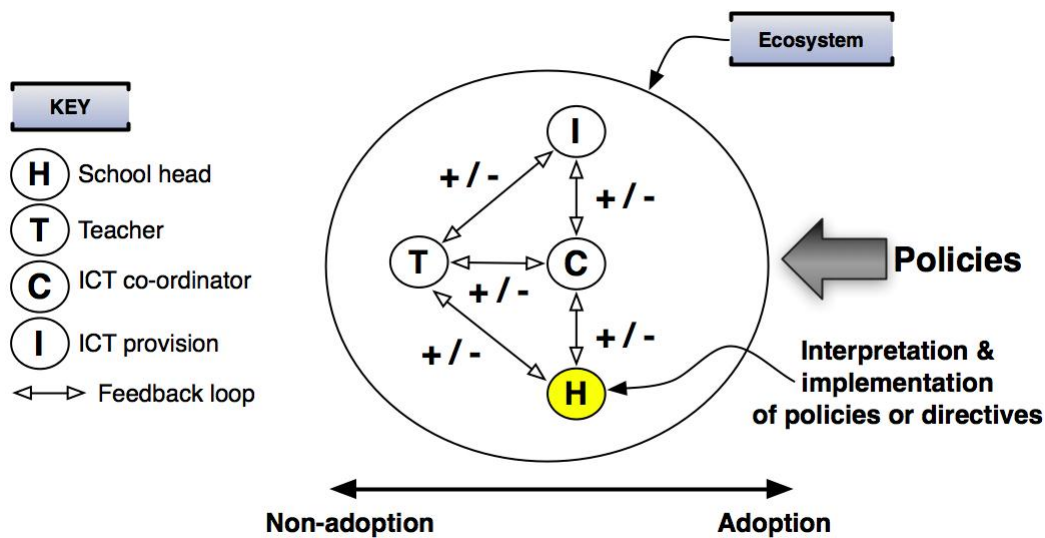 Ecosystem
KEY
H School head
T Teacher
C ICT co-ordinator
I ICT provision
Feedback loop
I
+ / -
+ / -
T
C
+ / -
+ / -
+ / -
H
Policies
Interpretation &
implementation
of policies or directives
Non-adoption
Adoption